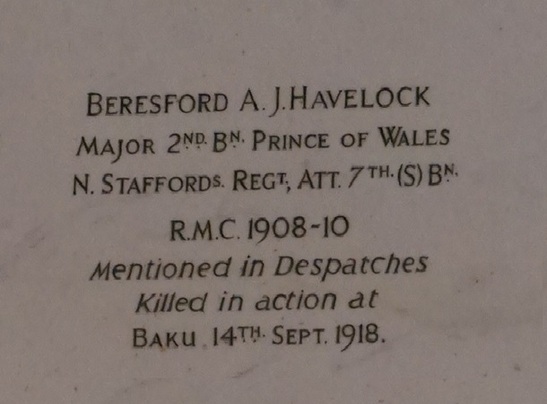 BERESFORD A. J. HAVELOCK
MAJOR 2ND. BN. PRINCE OF WALES
N. STAFFORDS. REGT, ATT. 7TH. (S) BN.
R.M.C. 1908-10
Mentioned in Despatches
Killed in action at
BAKU 14TH. SEPT. 1918.